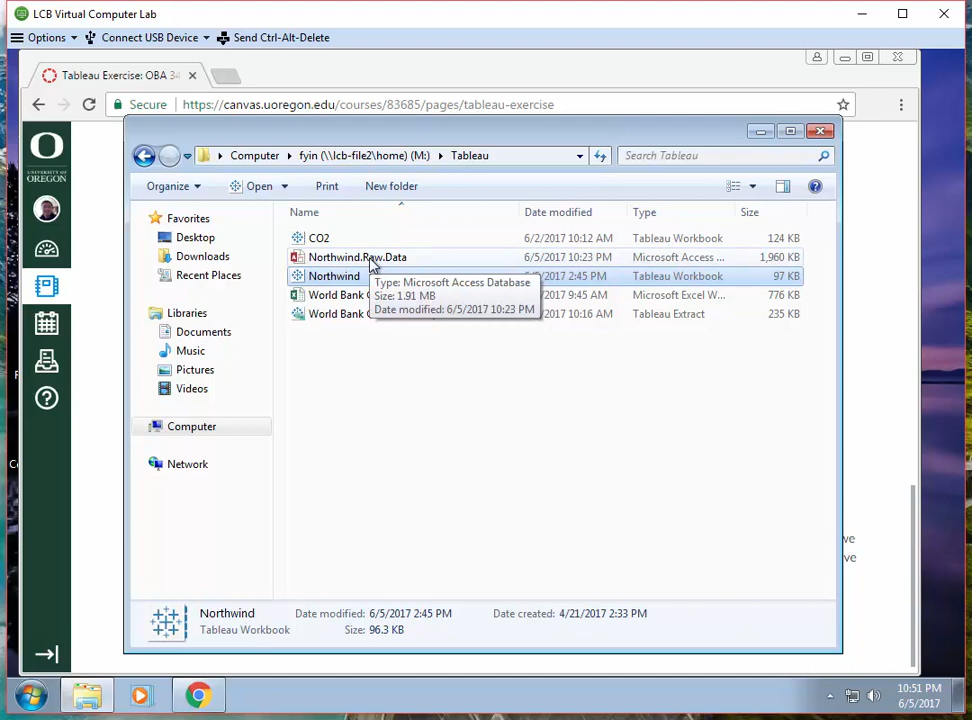 LCB Virtual Computer Lab
Options Connect USB Device Send Ctrl-Alt-Delete
Tableau Exercise: OBA 34
Secure https://canvas.uoregon.edu/courses/83685/pages/tableau-exercise
O
UNIVERSITY OF
OREGON
Computer fyin (\\lcb-file2\home) (M:) Tableau Search Tableau
Organize Open Print New folder
Name Date modified Type Size
Favorites
Desktop
Downloads
Recent Places
Libraries
Documents
Music
Pictures
Videos
Computer
Network
CO2 6/2/2017 10:12 AM Tableau Workbook 124 KB
Northwind.Raw.Data 6/5/2017 10:23 PM Microsoft Access ... 1,960 KB
Northwind 2017 2:45 PM Tableau Workbook 97 KB
World Bank 2017 9:45 AM Microsoft Excel W... 776 KB
World Bank 2017 10:16 AM Tableau Extract 235 KB
Type: Microsoft Access Database
Size: 1.91 MB
Date modified: 6/5/2017 10:23 PM
we
ve
Northwind Date modified: 6/5/2017 2:45 PM Date created: 4/21/2017 2:33 PM
Tableau Workbook Size: 96.3 KB
10:51 PM
6/5/2017